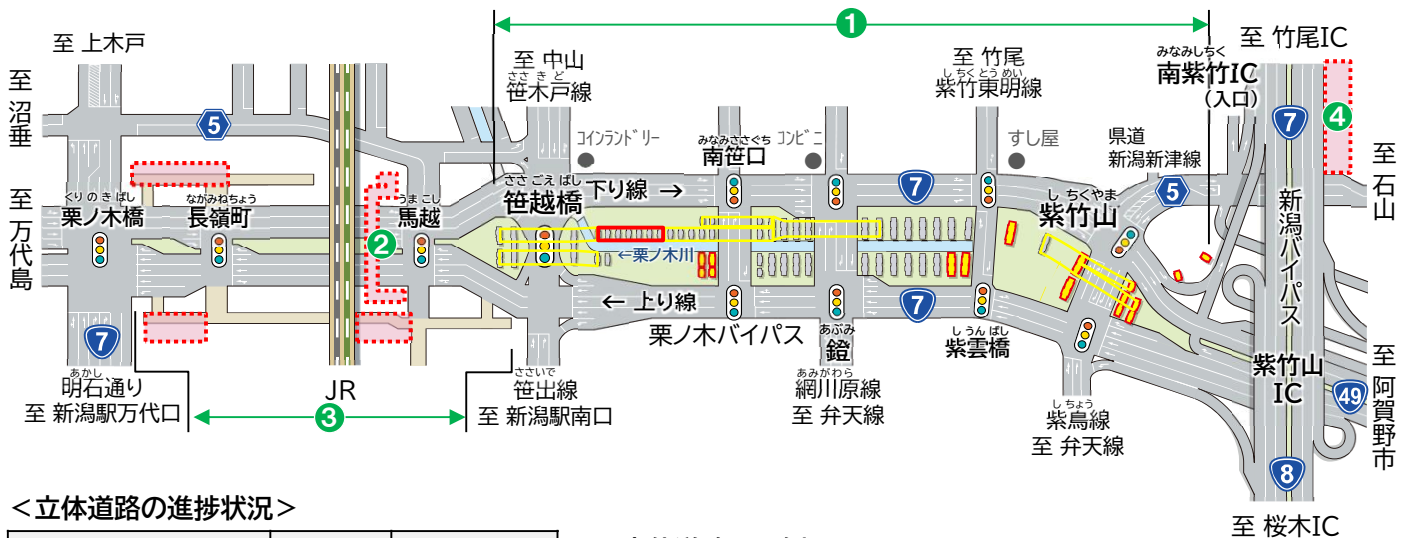 ❶
至 上木戸
至 中山
ささきど
笹木戸線
至 竹尾
しちくとうめい
紫竹東明線
みなみしちく
南紫竹IC
(入口)
至 竹尾IC
至 沼垂
5
コインランドリー
みなみささぐち
南笹口
コンビニ
すし屋
県道
新潟新津線
7
❹
至 石山
至 万代島
くりのきばし
栗ノ木橋
ながみねちょう
長嶺町
うまこし
馬越
ささごえばし
笹越橋
下り線 →
7
しちくやま
紫竹山
5
新潟バイパス
❷
←栗ノ木川
← 上り線
7
7
栗ノ木バイパス
あぶみ
鐙
しうんばし
紫雲橋
紫竹山
IC
至 阿賀野市
49
あかし
明石通り
至 新潟駅万代口
JR
❸
ささいで
笹出線
至 新潟駅南口
あみがわら
網川原線
至 弁天線
しちょう
紫鳥線
至 弁天線
8
至 桜木IC
<立体道路の進捗状況>